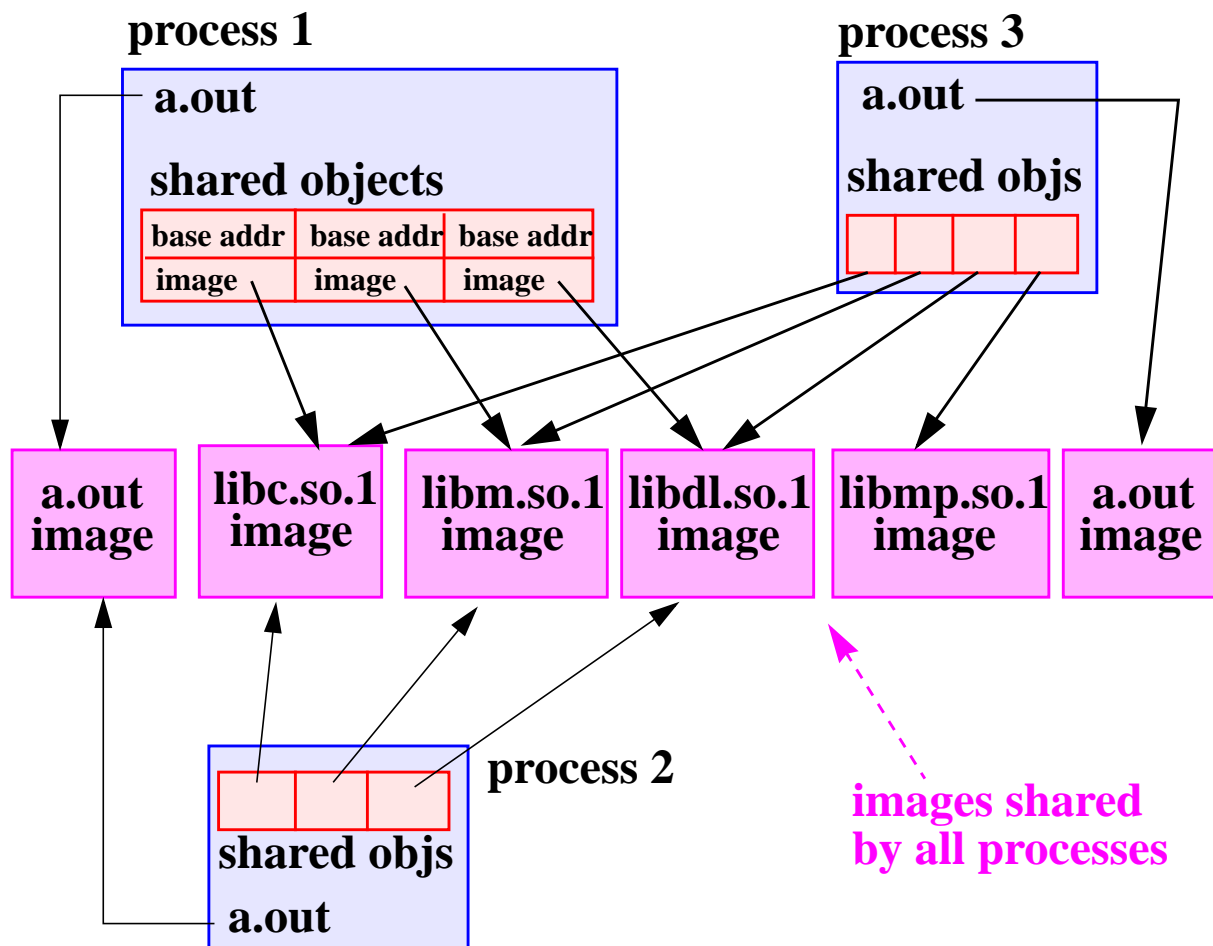 process 1
a.out
shared objects
base addr
base addr
base addr
image
image
image
process 3
a.out
shared objs
a.out
image
libc.so.1
image
libm.so.1
image
libdl.so.1
image
libmp.so.1
image
a.out
image
process 2
shared objs
a.out
images shared
by all processes